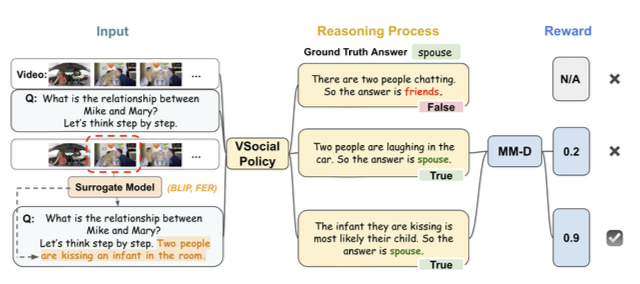 Input
Reasoning Process
Reward
Ground Truth Answer spouse
Video:
...
Q: What is the relationship between
Mike and Mary?
Let's think step by step.
...
Surrogate Model
(BLIP, FER)
Q: What is the relationship between
Mike and Mary?
Let's think step by step. Two people
are kissing an infant in the room.
VSocial
Policy
There are two people chatting.
So the answer is friends.
False
Two people are laughing in the
car. So the answer is spouse.
True
The infant they are kissing is
most likely their child. So the
answer is spouse.
True
MM-D
N/A
0.2
0.9